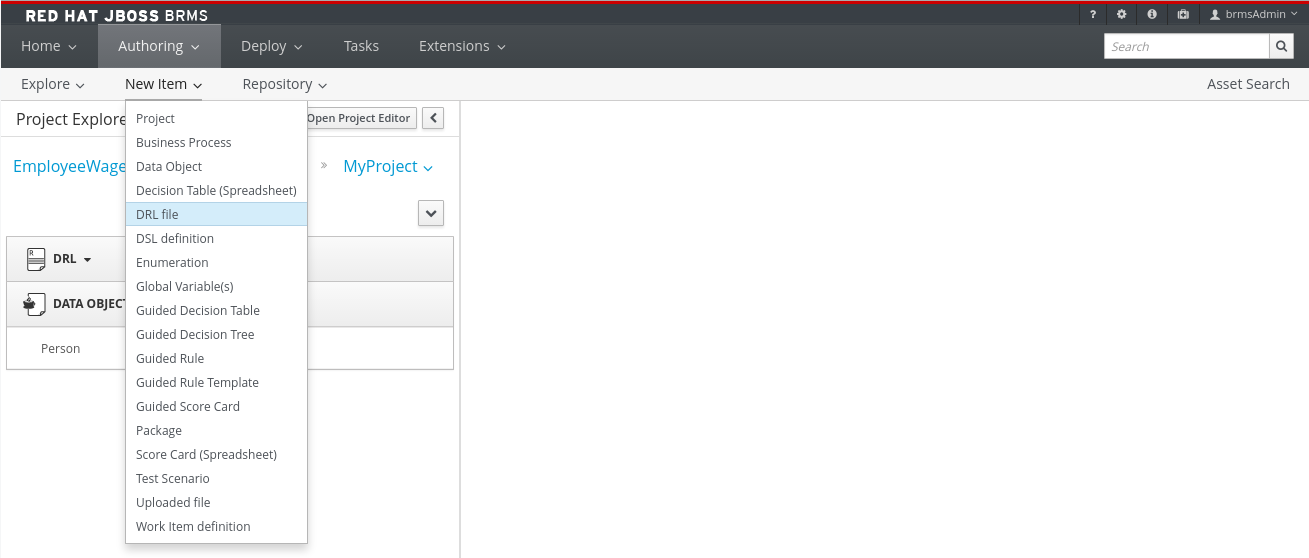 RED HAT JBOSS BRMS
? brmsAdmin
Home Authoring Deploy Tasks Extensions Search
Explore New Item Repository Asset Search
Project Explore Open Project Editor
EmployeeWage » MyProject
Project
Business Process
Data Object
Decision Table (Spreadsheet)
DRL file
DSL definition
Enumeration
Global Variable(s)
Guided Decision Table
Guided Decision Tree
Guided Rule
Guided Rule Template
Guided Score Card
Package
Score Card (Spreadsheet)
Test Scenario
Uploaded file
Work Item definition
R DRL
DATA OBJECT
Person